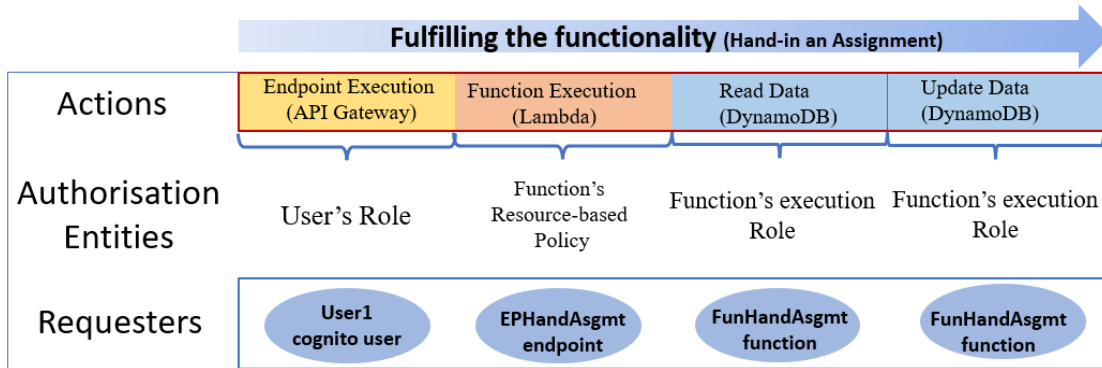 Fulfilling the functionality (Hand-in an Assignment)
Actions
Endpoint Execution
(API Gateway)
Function Execution
(Lambda)
Read Data
(DynamoDB)
Update Data
(DynamoDB)
Authorisation
Entities
User’s Role
Function’s
Resource-based
Policy
Function’s execution
Role
Function’s execution
Role
Requesters
User1
cognito user
EPHandAsgmt
endpoint
FunHandAsgmt
function
FunHandAsgmt
function